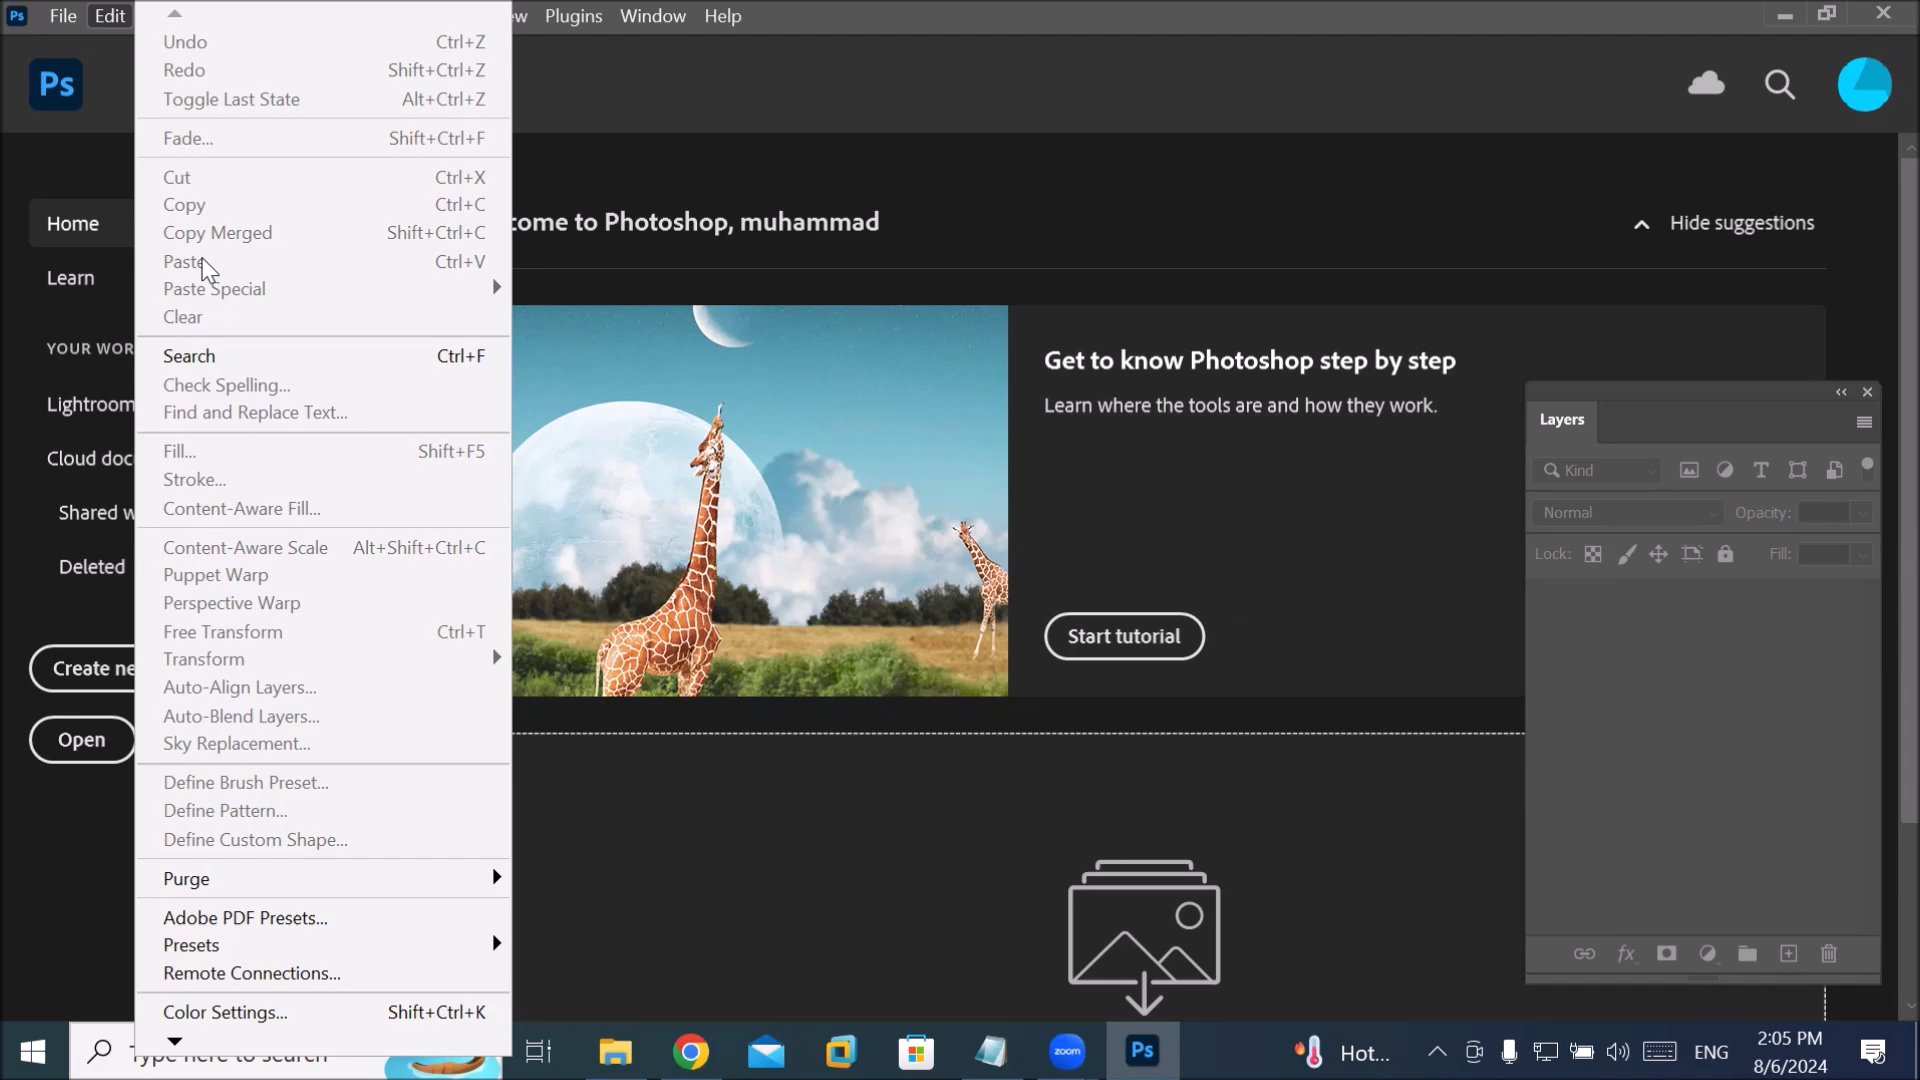 Ps File Edit ew Plugins Window Help
Undo Ctrl+Z
Redo Shift+Ctrl+Z
Toggle Last State Alt+Ctrl+Z
Fade... Shift+Ctrl+F
Cut Ctrl+X
Copy Ctrl+C
Copy Merged Shift+Ctrl+C
Paste Ctrl+V
Paste Special
Clear
Search Ctrl+F
Check Spelling...
Find and Replace Text...
Fill... Shift+F5
Stroke...
Content-Aware Fill...
Content-Aware Scale Alt+Shift+Ctrl+C
Puppet Warp
Perspective Warp
Free Transform Ctrl+T
Transform
Auto-Align Layers...
Auto-Blend Layers...
Sky Replacement...
Define Brush Preset...
Define Pattern...
Define Custom Shape...
Purge
Adobe PDF Presets...
Presets
Remote Connections...
Color Settings... Shift+Ctrl+K
Ps
Home
Learn
YOUR WOR
Lightroom
Cloud doc
Shared w
Deleted
Create ne
Open
come to Photoshop, muhammad
Hide suggestions
Get to know Photoshop step by step
Learn where the tools are and how they work.
Start tutorial
Layers
Kind
Normal Opacity:
Lock: Fill:
fx
Type here to search
zoom
Ps
Hot...
ENG
2:05 PM
8/6/2024